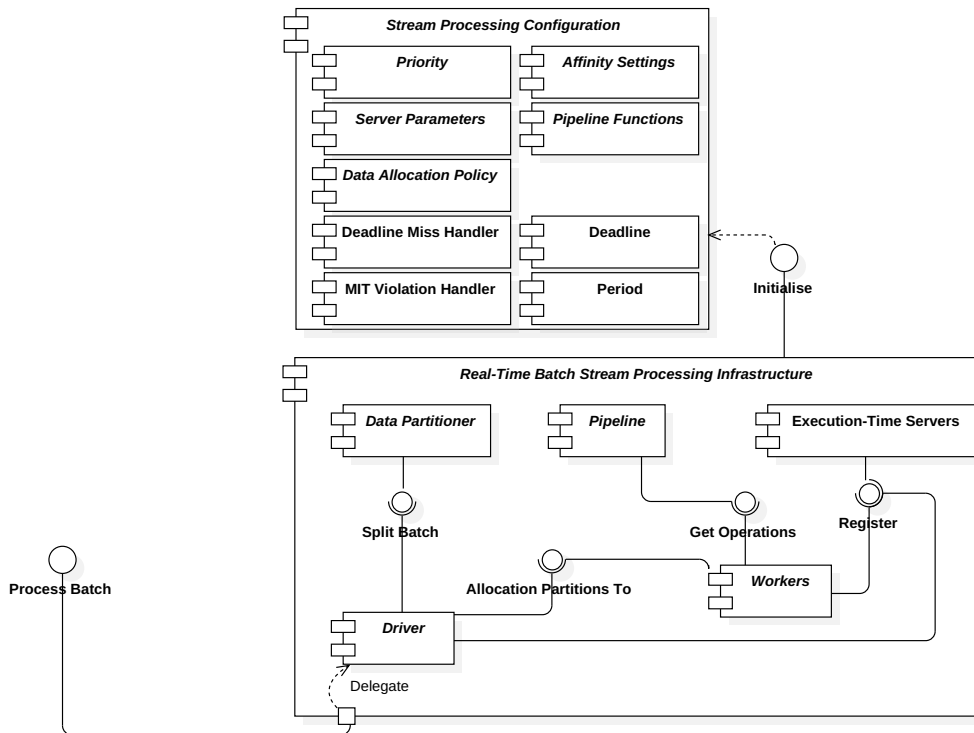 Stream Processing Configuration
Priority
Affinity Settings
Server Parameters
Pipeline Functions
Data Allocation Policy
Deadline Miss Handler
Deadline
MIT Violation Handler
Period
Initialise
Real-Time Batch Stream Processing Infrastructure
Data Partitioner
Pipeline
Execution-Time Servers
Split Batch
Get Operations
Register
Process Batch
Allocation Partitions To
Workers
Driver
Delegate